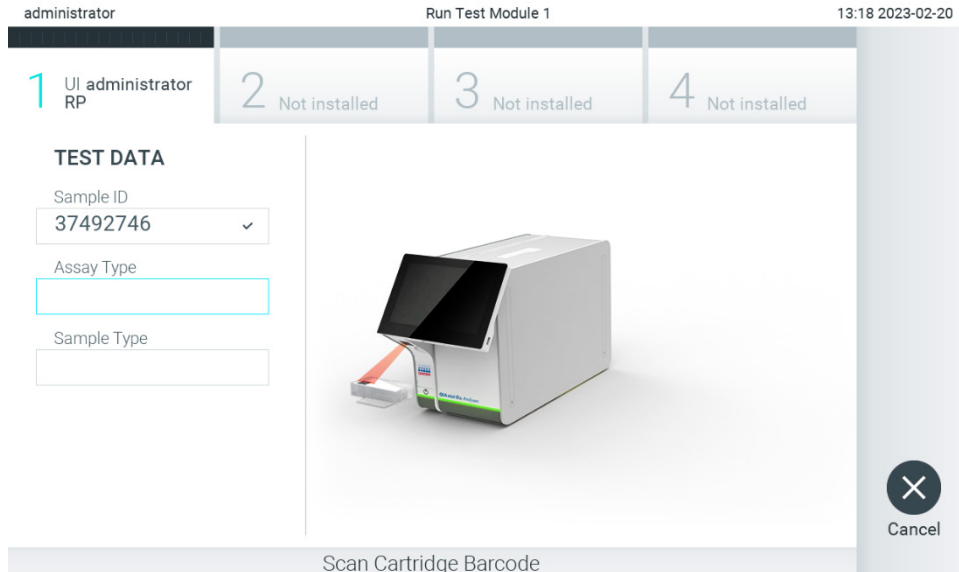 administrator
Run Test Module 1
13:18 2023-02-20
1
UI administrator
RP
2
Not installed
3
Not installed
4
Not installed
TEST DATA
Sample ID
37492746
Assay Type
Sample Type
Cancel
Scan Cartridge Barcode